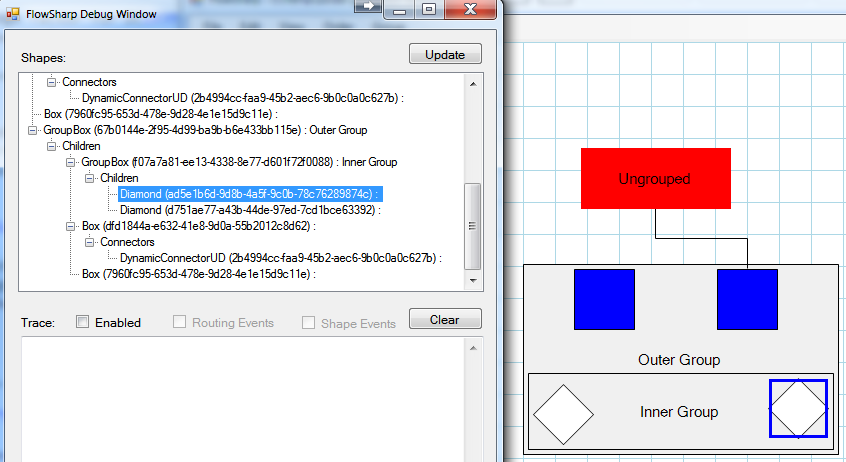 FlowSharp Debug Window
Shapes:
Update
Connectors
DynamicConnectorUD (2b4994cc-faa9-45b2-aec6-9b0c0a0c627b) :
Box (7960fc95-653d-478e-9d28-4e1e15d9c11e) :
GroupBox (67b0144e-2f95-4d99-ba9b-b6e433bb115e) : Outer Group
Children
GroupBox (f07a7a81-ee13-4338-8e77-d601f72f0088) : Inner Group
Children
Diamond (ad5e1b6d-9d8b-4a5f-9c0b-78c76289874c) :
Diamond (d751ae77-a43b-44de-97ed-7cd1bce63392) :
Box (dfd1844a-e632-41e8-9d0a-55b2012c8d62) :
Connectors
DynamicConnectorUD (2b4994cc-faa9-45b2-aec6-9b0c0a0c627b) :
Box (7960fc95-653d-478e-9d28-4e1e15d9c11e) :
Trace:
Enabled
Routing Events
Shape Events
Clear
Ungrouped
Outer Group
Inner Group